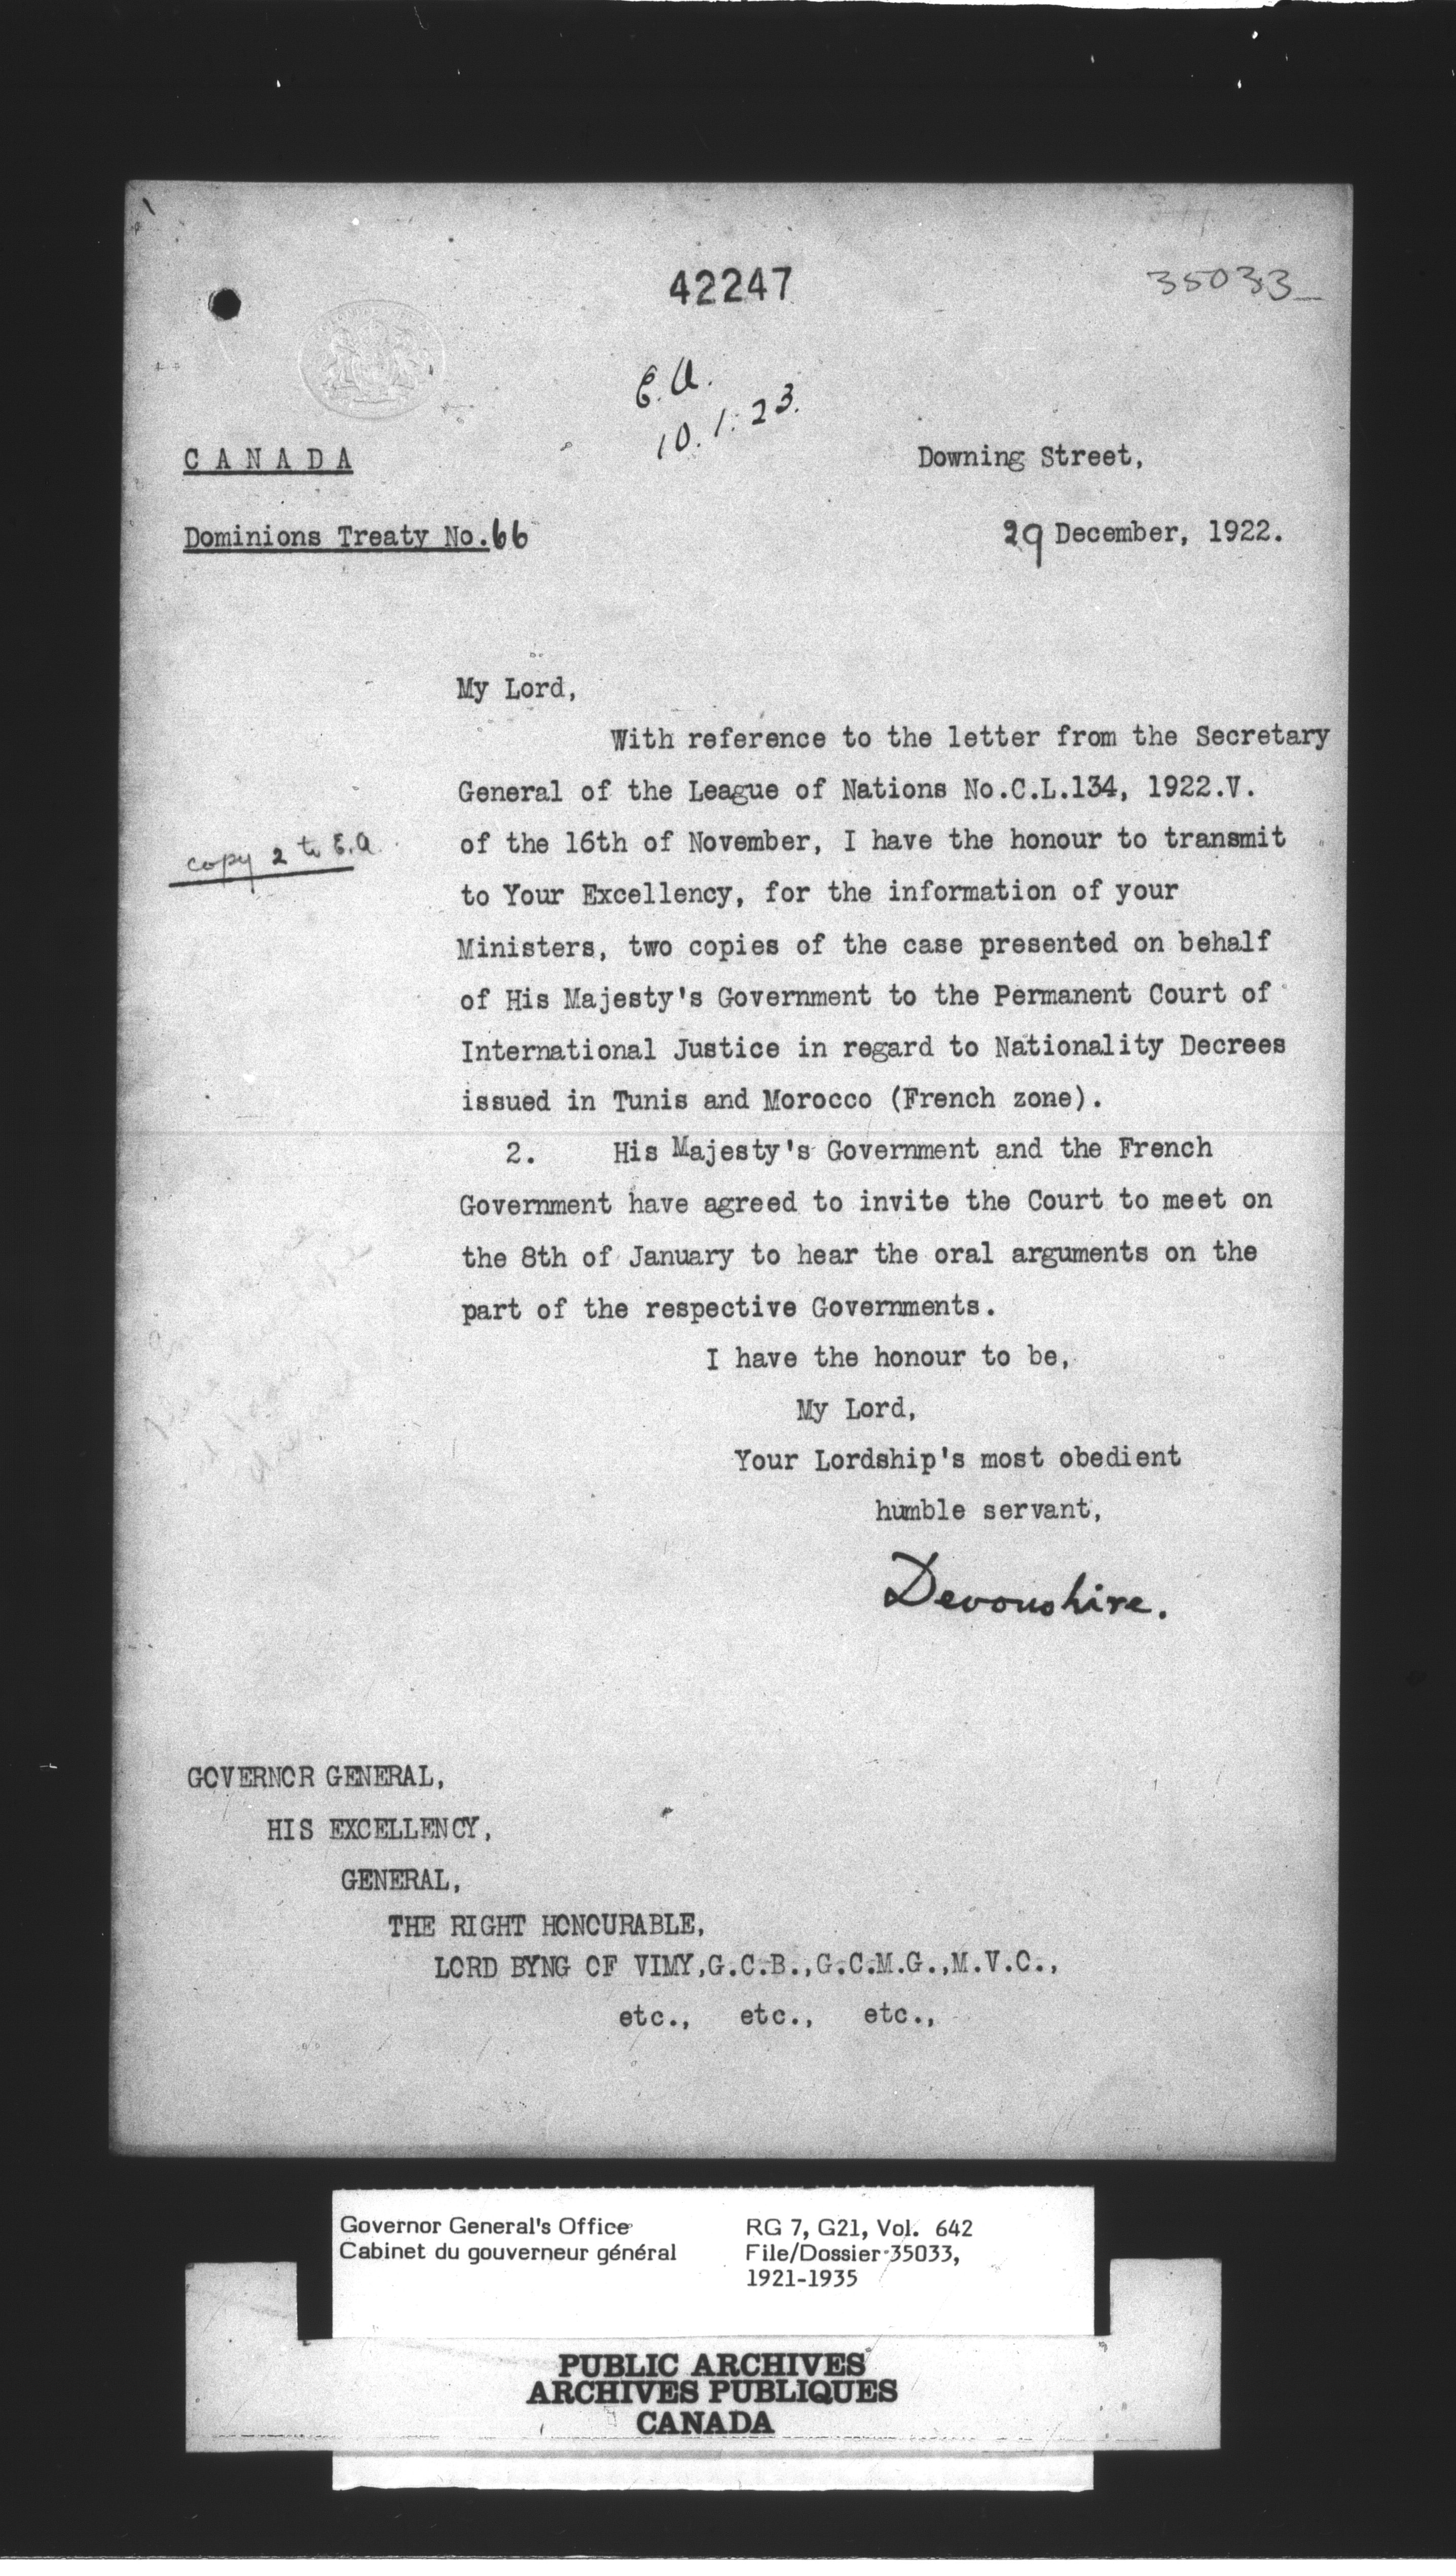 42247
35033
E.A.
10.1.23.
CANADA
Downing Street,
Dominions Treaty No.66
29 December, 1922.
My Lord,
With reference to the letter from the Secretary
General of the League of Nations No.C.L.134, 1922.V.
of the 16th of November, I have the honour to transmit
copy 2 to E.A.
to Your Excellency, for the information of your
Ministers, two copies of the case presented on behalf
of His Majesty's Government to the Permanent Court of
International Justice in regard to Nationality Decrees
issued in Tunis and Morocco (French zone).
2. His Majesty's Government and the French
Government have agreed to invite the Court to meet on
the 8th of January to hear the oral arguments on the
part of the respective Governments.
I have the honour to be,
My Lord,
Your Lordship's most obedient
humble servant,
Devonshire.
GOVERNOR GENERAL,
HIS EXCELLENCY,
GENERAL,
THE RIGHT HONOURABLE,
LORD BYNG OF VIMY,G.C.B.,G.C.M.G.,M.V.O.,
etc., etc., etc.,
Governor General's Office
Cabinet du gouverneur général
RG 7, G21, Vol. 642
File/Dossier 35033,
1921-1935
PUBLIC ARCHIVES
ARCHIVES PUBLIQUES
CANADA